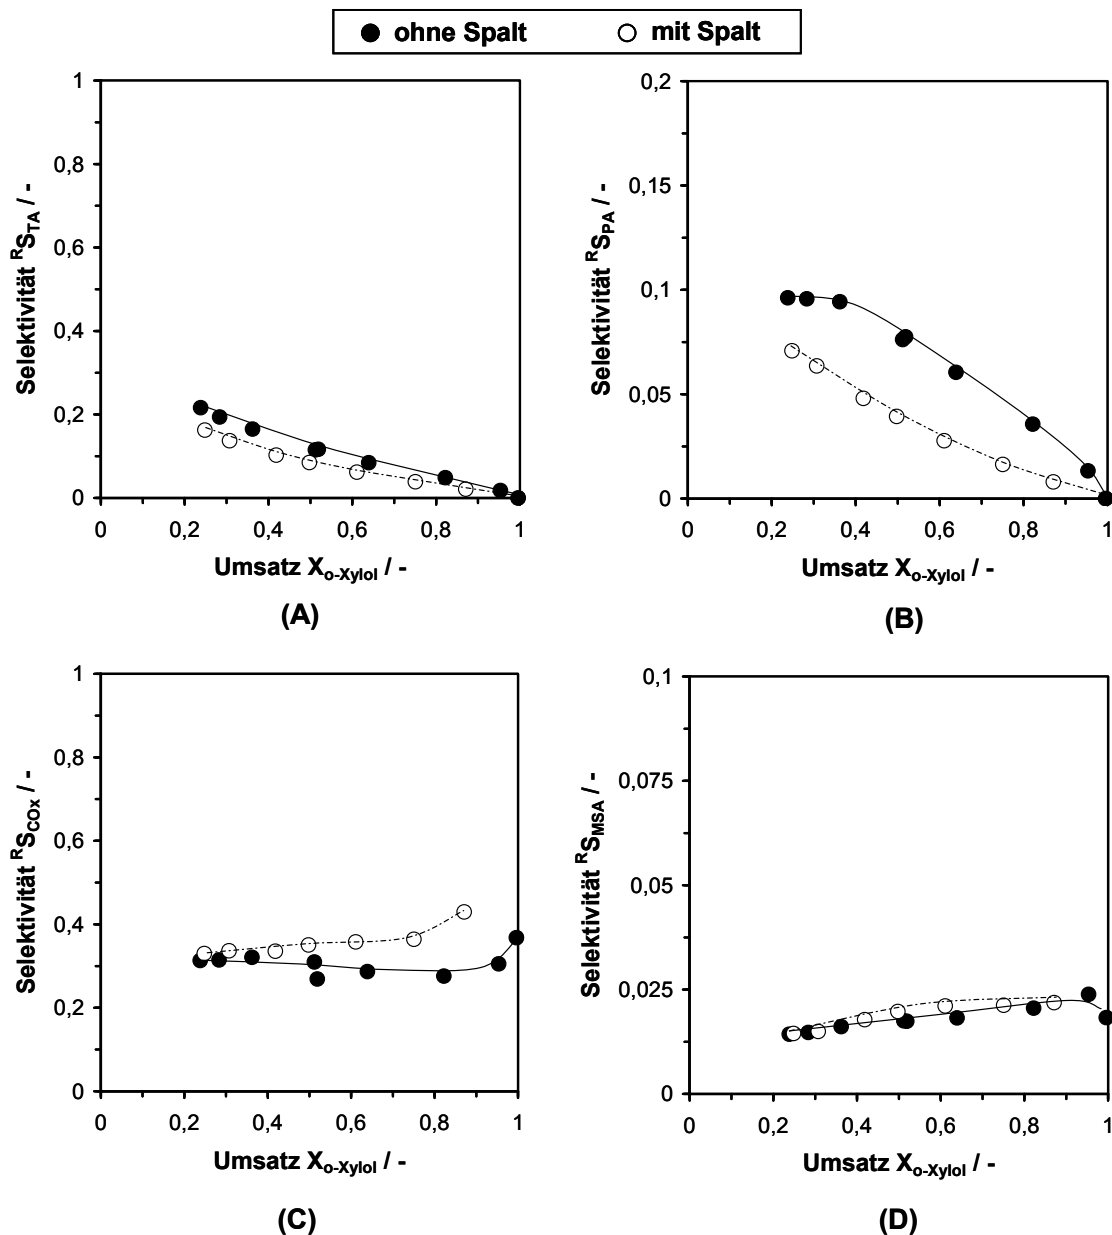 ohne Spalt mit Spalt
1
0,8
0,6
0,4
0,2
0
0 0,2 0,4 0,6 0,8 1
Selektivität ᴿS_TA / -
Umsatz X_o-Xylol / -
(A)
0,2
0,15
0,1
0,05
0
0 0,2 0,4 0,6 0,8 1
Selektivität ᴿS_PA / -
Umsatz X_o-Xylol / -
(B)
1
0,8
0,6
0,4
0,2
0
0 0,2 0,4 0,6 0,8 1
Selektivität ᴿS_COx / -
Umsatz X_o-Xylol / -
(C)
0,1
0,075
0,05
0,025
0
0 0,2 0,4 0,6 0,8 1
Selektivität ᴿS_MSA / -
Umsatz X_o-Xylol / -
(D)